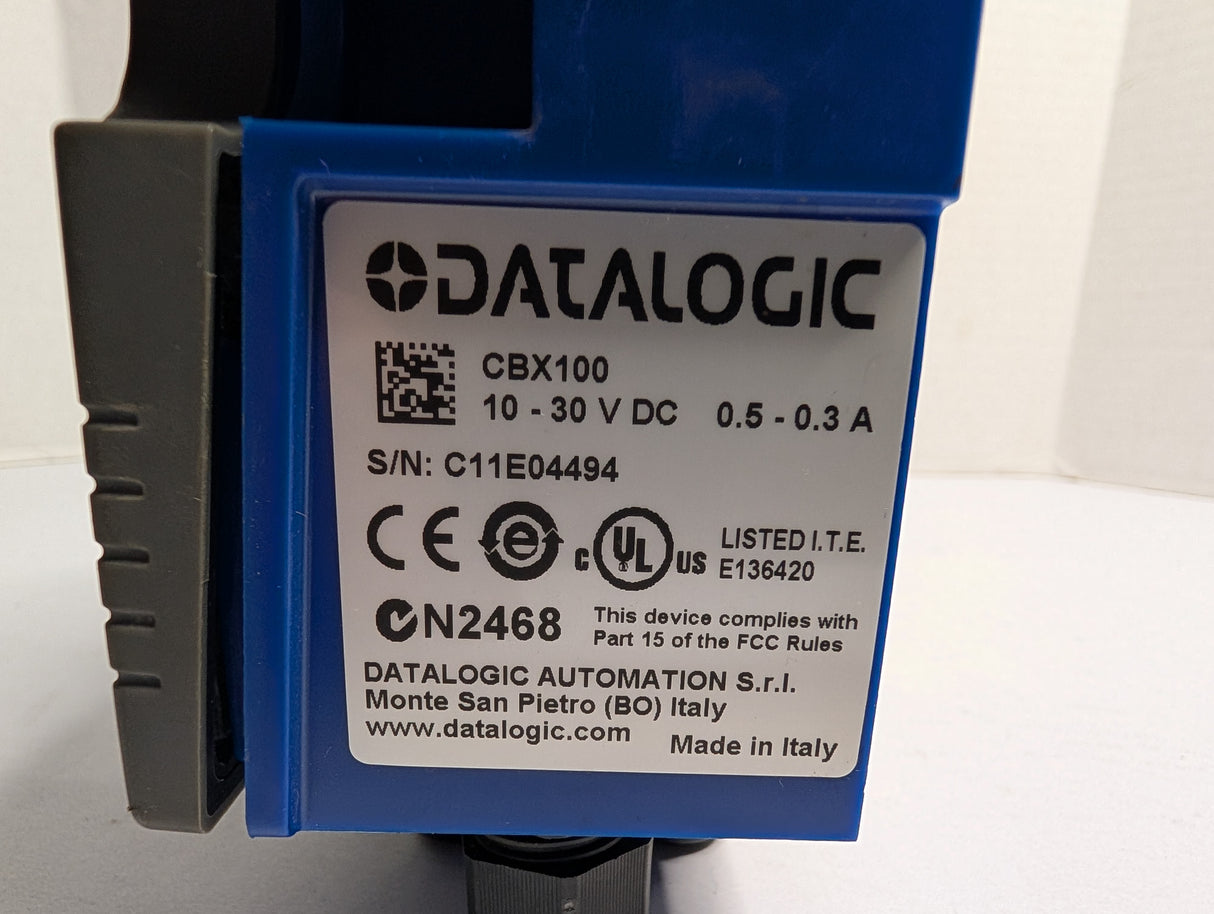 DATALOGIC
CBX100
10 - 30 V DC 0.5 - 0.3 A
S/N: C11E04494
CE e c UL US LISTED I.T.E.
E136420
N2468 This device complies with
Part 15 of the FCC Rules
DATALOGIC AUTOMATION S.r.l.
Monte San Pietro (BO) Italy
www.datalogic.com Made in Italy